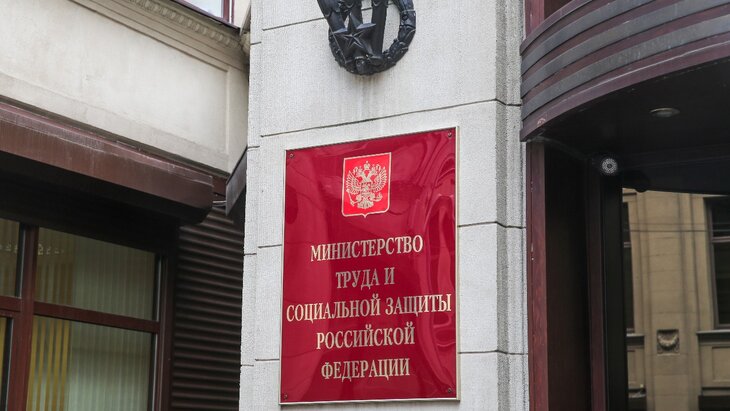 МИНИСТЕРСТВО
ТРУДА И
СОЦИАЛЬНОЙ ЗАЩИТЫ
РОССИЙСКОЙ
ФЕДЕРАЦИИ